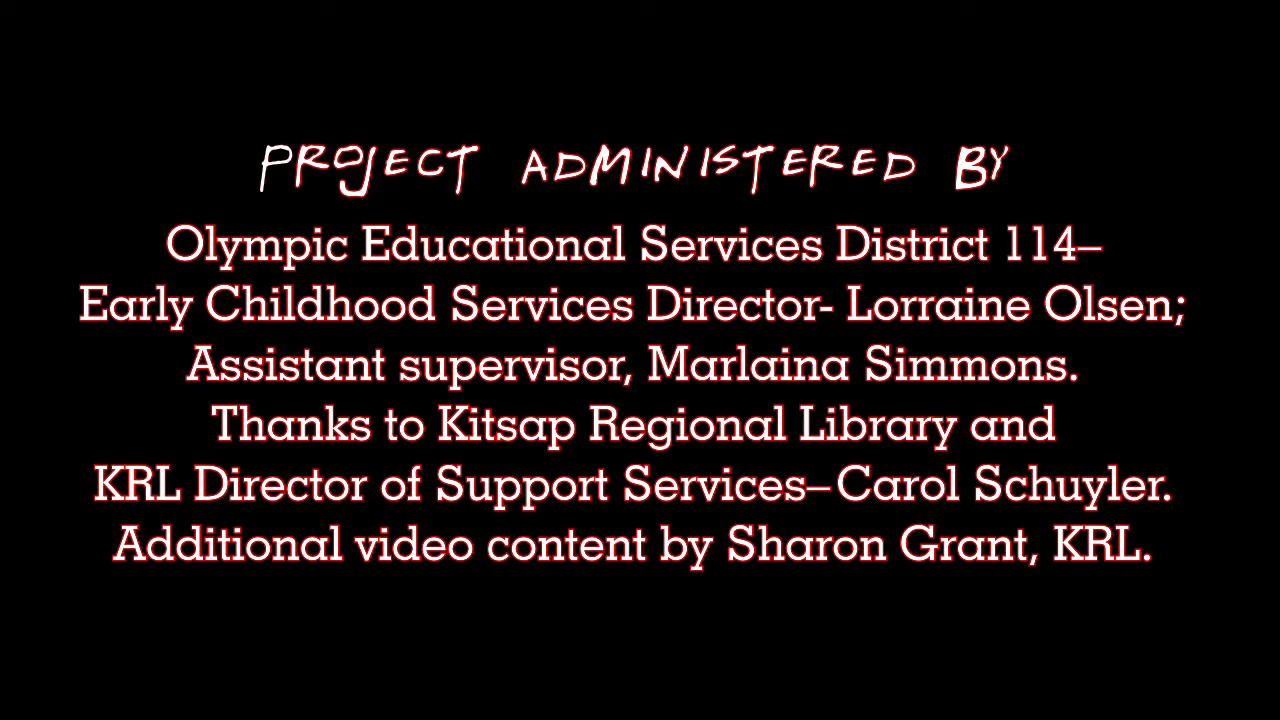 PROJECT ADMINISTERED BY
Olympic Educational Services District 114–
Early Childhood Services Director- Lorraine Olsen;
Assistant supervisor, Marlaina Simmons.
Thanks to Kitsap Regional Library and
KRL Director of Support Services–Carol Schuyler.
Additional video content by Sharon Grant, KRL.